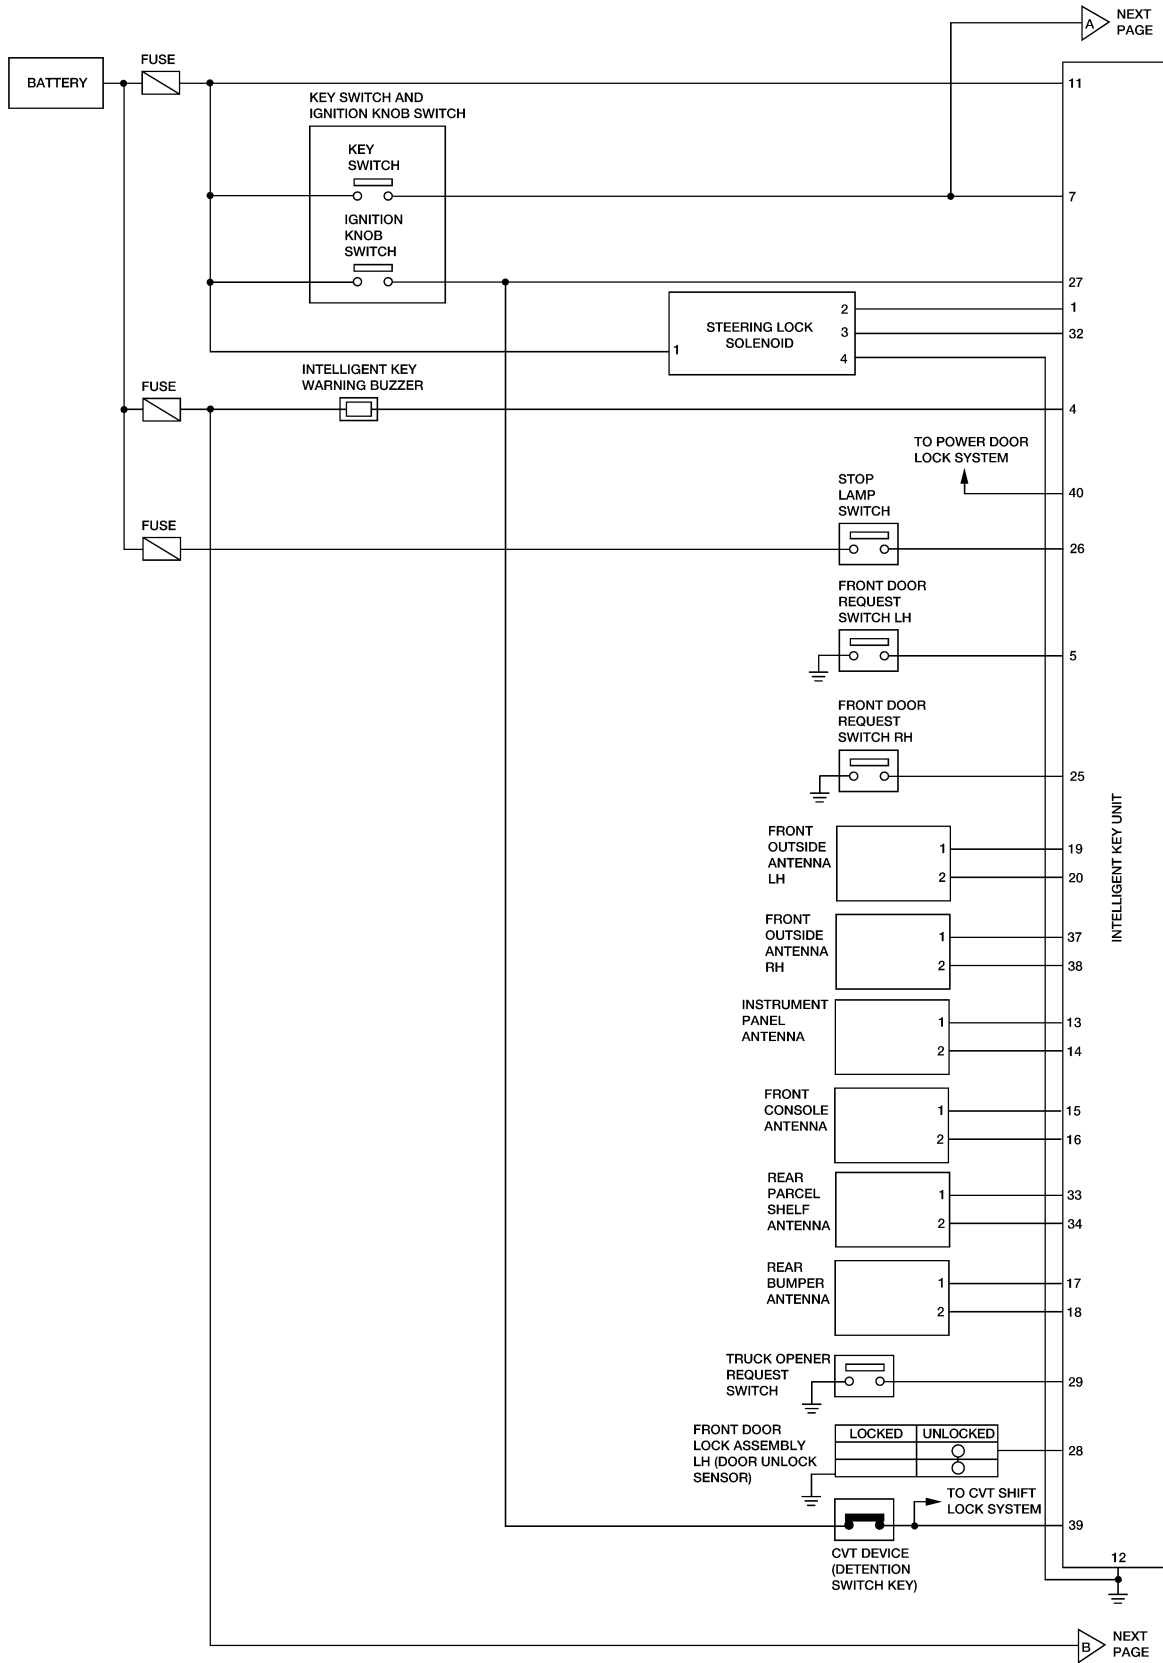 A
NEXT
PAGE
FUSE
BATTERY
11
KEY SWITCH AND
IGNITION KNOB SWITCH
KEY
SWITCH
7
IGNITION
KNOB
SWITCH
27
2
1
STEERING LOCK
SOLENOID
3
32
1
4
INTELLIGENT KEY
WARNING BUZZER
FUSE
4
TO POWER DOOR
LOCK SYSTEM
40
STOP
LAMP
SWITCH
FUSE
26
FRONT DOOR
REQUEST
SWITCH LH
5
FRONT DOOR
REQUEST
SWITCH RH
25
INTELLIGENT KEY UNIT
FRONT
OUTSIDE
ANTENNA
LH
1
19
2
20
FRONT
OUTSIDE
ANTENNA
RH
1
37
2
38
INSTRUMENT
PANEL
ANTENNA
1
13
2
14
FRONT
CONSOLE
ANTENNA
1
15
2
16
REAR
PARCEL
SHELF
ANTENNA
1
33
2
34
REAR
BUMPER
ANTENNA
1
17
2
18
TRUCK OPENER
REQUEST
SWITCH
29
FRONT DOOR
LOCK ASSEMBLY
LH (DOOR UNLOCK
SENSOR)
LOCKED
UNLOCKED
28
TO CVT SHIFT
LOCK SYSTEM
39
CVT DEVICE
(DETENTION
SWITCH KEY)
12
B
NEXT
PAGE